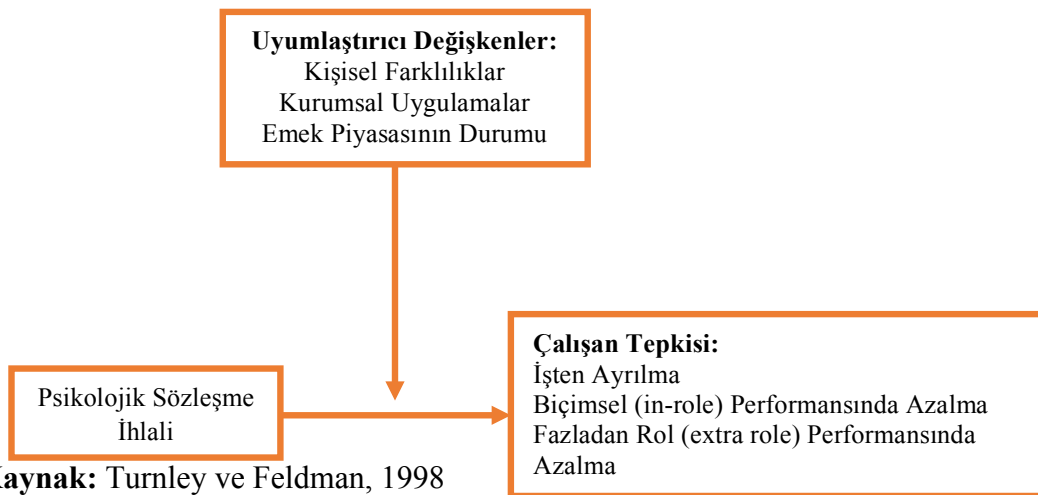 Uyumlaştırıcı Değişkenler:
Kişisel Farklılıklar
Kurumsal Uygulamalar
Emek Piyasasının Durumu
Psikolojik Sözleşme
İhlali
Çalışan Tepkisi:
İşten Ayrılma
Biçimsel (in-role) Performansında Azalma
Fazladan Rol (extra role) Performansında
Azalma
Kaynak: Turnley ve Feldman, 1998